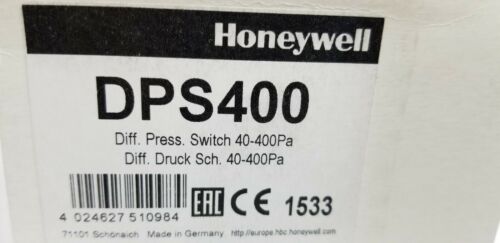 Honeywell
DPS400
Diff. Press. Switch 40-400Pa
Diff. Druck Sch. 40-400Pa
EAC CE 1533
4 024627 510984
71101 Schönaich Made in Germany http://europe.hbc.honeywell.com